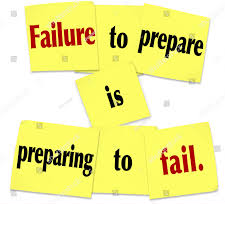 Failure to prepare
is
preparing to fail.